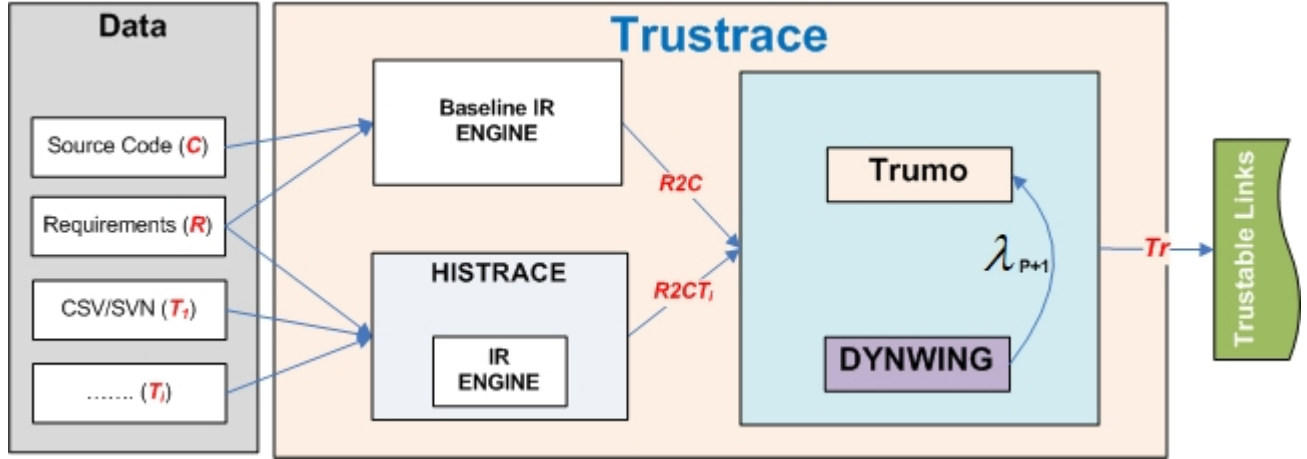 Data
Source Code (C)
Requirements (R)
CSV/SVN (T₁)
....... (Tᵢ)
Trustrace
Baseline IR
ENGINE
HISTRACE
IR
ENGINE
R2C
R2CTᵢ
Trumo
λ P+1
DYNWING
Tr
Trustable Links